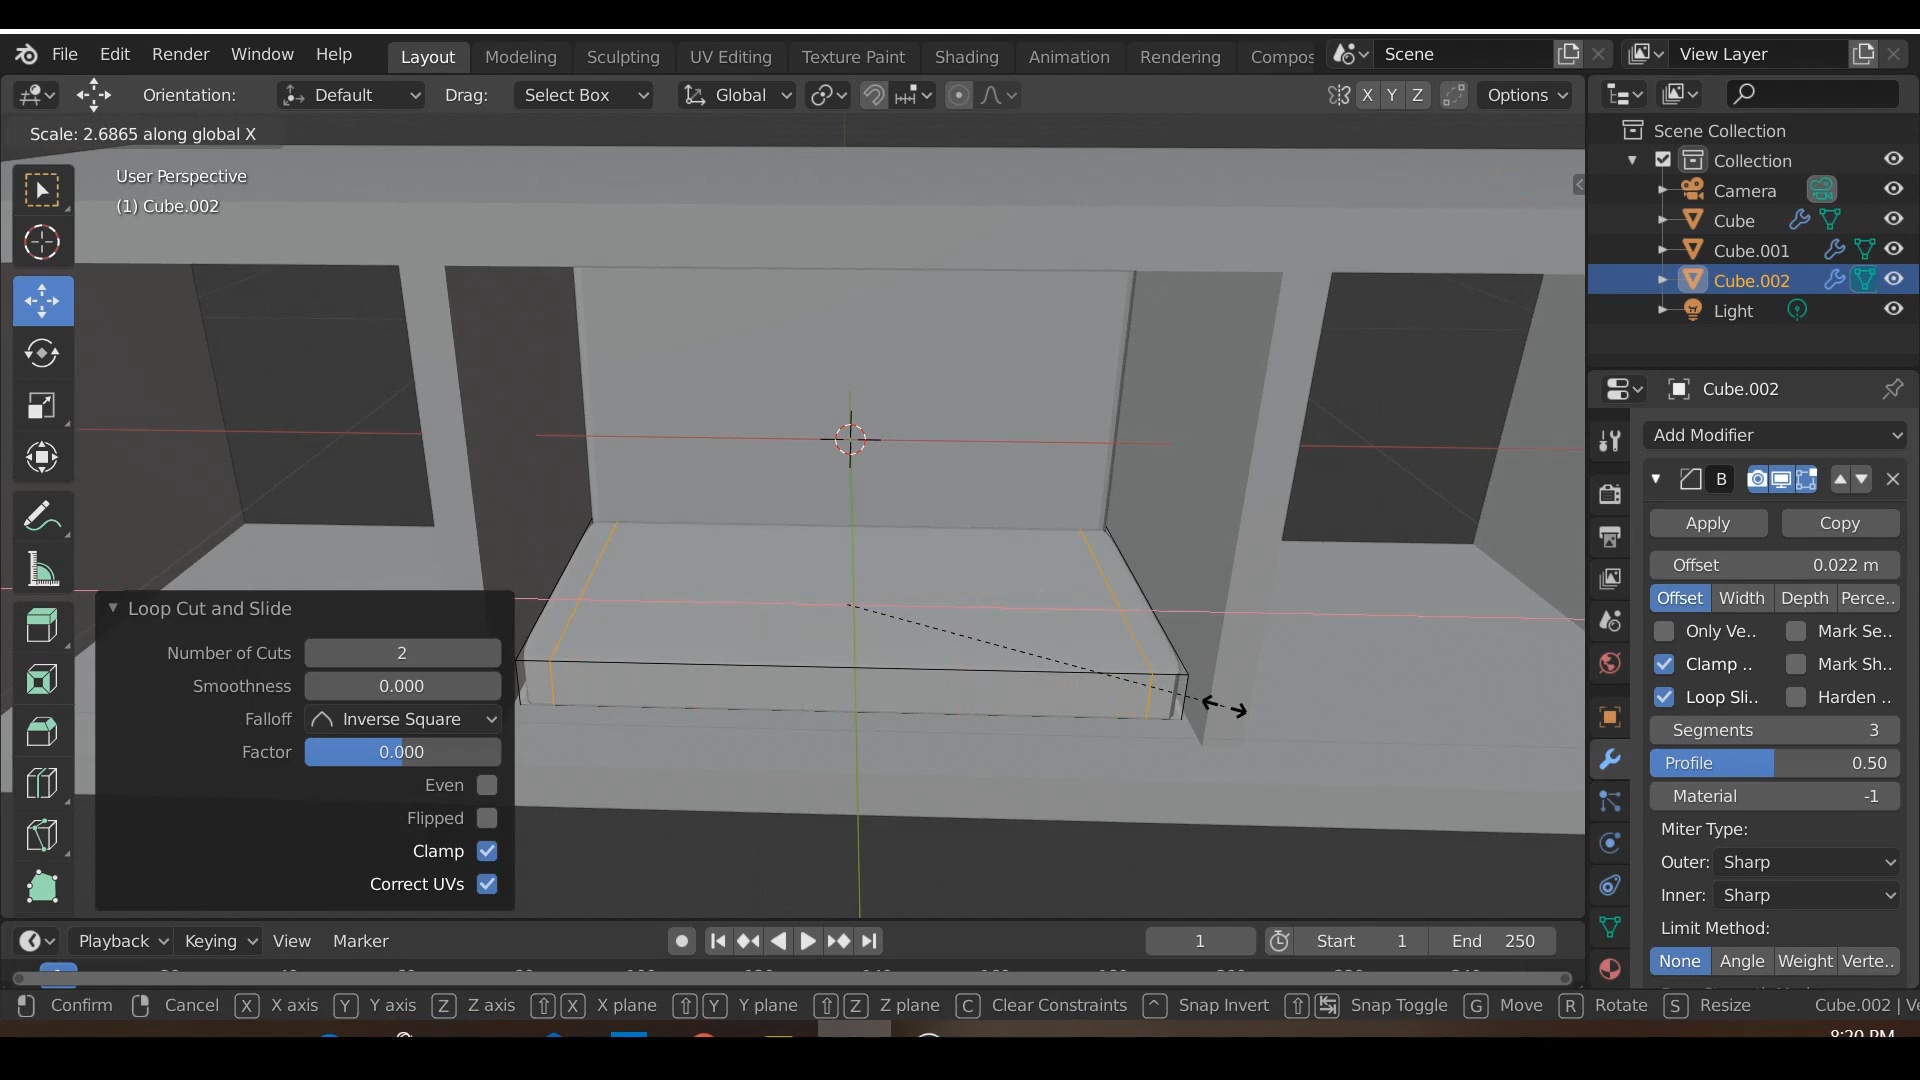 File Edit Render Window Help Layout Modeling Sculpting UV Editing Texture Paint Shading Animation Rendering Compos Scene View Layer
Orientation: Default Drag: Select Box Global X Y Z Options
Scale: 2.6865 along global X
User Perspective
(1) Cube.002
Scene Collection
Collection
Camera
Cube
Cube.001
Cube.002
Light
Cube.002
Add Modifier
B
Apply Copy
Offset 0.022 m
Offset Width Depth Perce..
Only Ve.. Mark Se..
Clamp .. Mark Sh..
Loop Sli.. Harden ..
Segments 3
Profile 0.50
Material -1
Miter Type:
Outer: Sharp
Inner: Sharp
Limit Method:
None Angle Weight Verte..
Loop Cut and Slide
Number of Cuts 2
Smoothness 0.000
Falloff Inverse Square
Factor 0.000
Even
Flipped
Clamp
Correct UVs
Playback Keying View Marker 1 Start 1 End 250
Confirm Cancel X X axis Y Y axis Z Z axis X X plane Y Y plane Z Z plane C Clear Constraints ^ Snap Invert Snap Toggle G Move R Rotate S Resize Cube.002 | Ve
8:20 PM